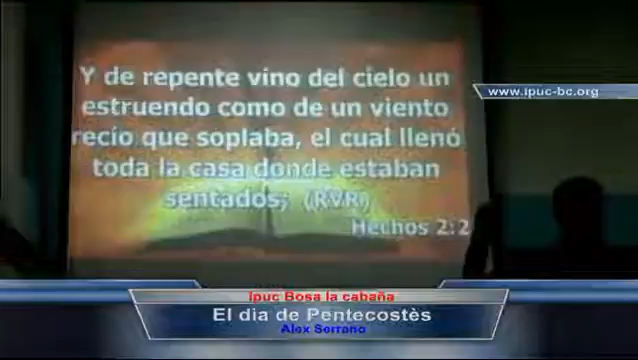 Y de repente vino del cielo un
estruendo como de un viento
recio que soplaba, el cual llenó
toda la casa donde estaban
sentados; (RVR)
Hechos 2:2
www.ipuc-bc.org
Ipuc Bosa la cabaña
El dia de Pentecostès
Alex Serrano